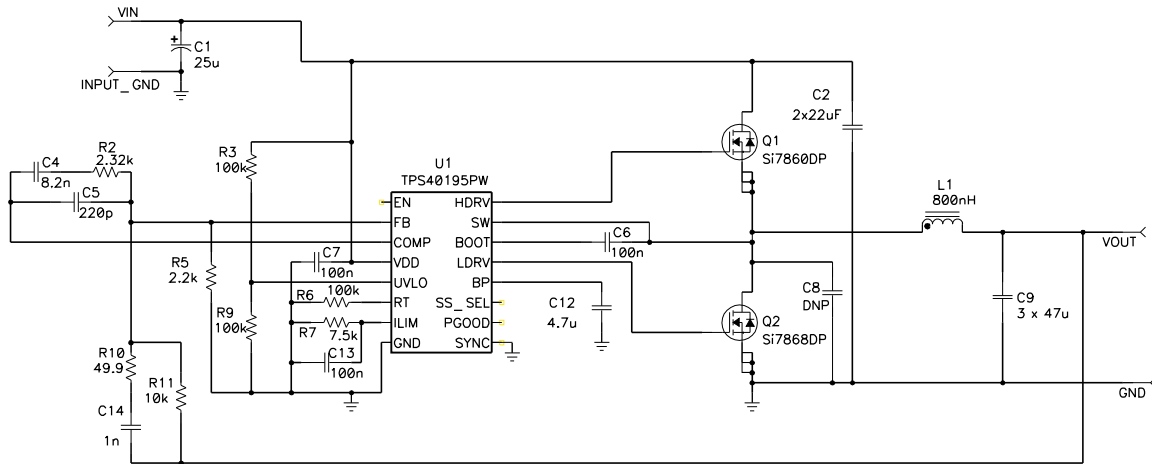 VIN
C1
25u
INPUT_GND
C2
2x22uF
Q1
Si7860DP
R2
2.32k
C4
8.2n
C5
220p
R3
100k
U1
TPS40195PW
EN
FB
COMP
VDD
UVLO
RT
ILIM
GND
HDRV
SW
BOOT
LDRV
BP
SS_SEL
PGOOD
SYNC
L1
800nH
VOUT
C6
100n
C7
100n
R5
2.2k
R6
100k
R7
7.5k
R9
100k
C13
100n
C12
4.7u
C8
DNP
C9
3 x 47u
Q2
Si7868DP
R10
49.9
R11
10k
C14
1n
GND